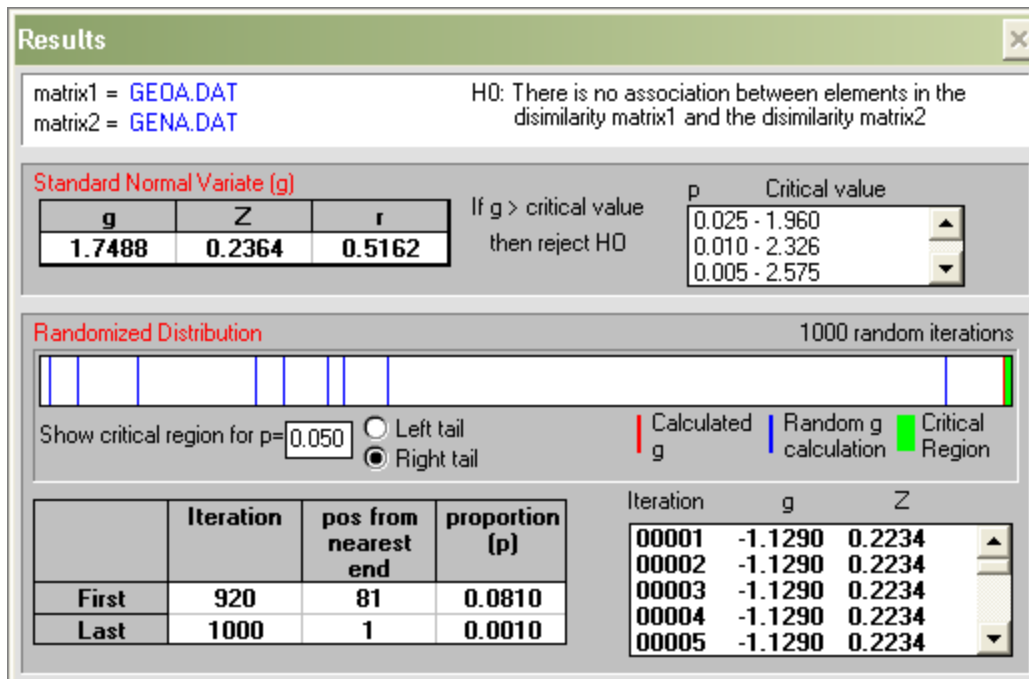 Results
matrix1 = GEOA.DAT
matrix2 = GENA.DAT
H0: There is no association between elements in the
disimilarity matrix1 and the disimilarity matrix2
Standard Normal Variate (g)
g Z r
1.7488 0.2364 0.5162
If g > critical value
then reject H0
p Critical value
0.025 - 1.960
0.010 - 2.326
0.005 - 2.575
Randomized Distribution
1000 random iterations
Show critical region for p= 0.050
Left tail
Right tail
Calculated
g
Random g
calculation
Critical
Region
Iteration pos from nearest end proportion (p)
First 920 81 0.0810
Last 1000 1 0.0010
Iteration g Z
00001 -1.1290 0.2234
00002 -1.1290 0.2234
00003 -1.1290 0.2234
00004 -1.1290 0.2234
00005 -1.1290 0.2234